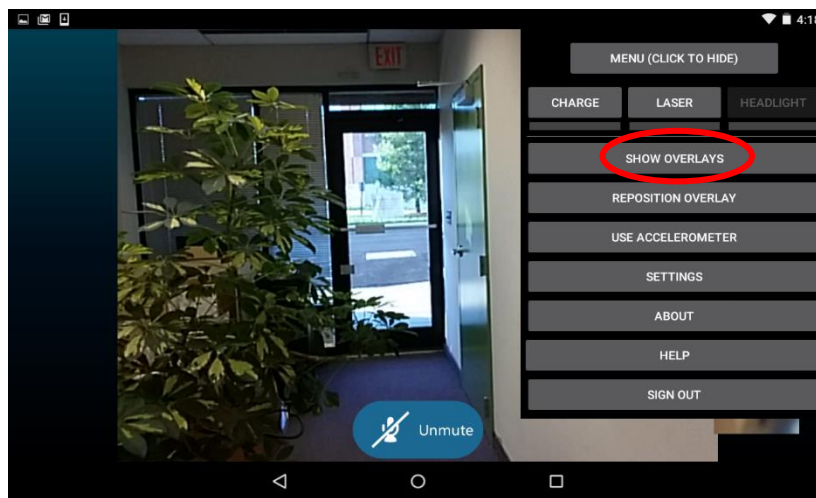 4:18
EXIT
MENU (CLICK TO HIDE)
CHARGE LASER HEADLIGHT
SHOW OVERLAYS
REPOSITION OVERLAY
USE ACCELEROMETER
SETTINGS
ABOUT
HELP
SIGN OUT
Unmute